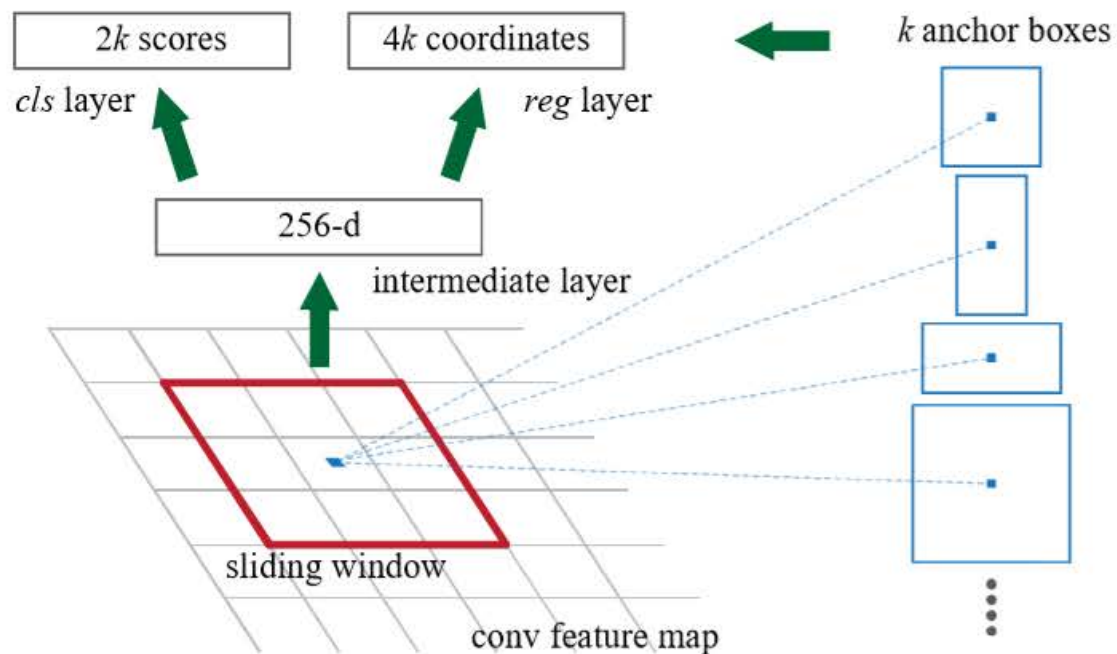 2k scores
4k coordinates
k anchor boxes
cls layer
reg layer
256-d
intermediate layer
sliding window
conv feature map